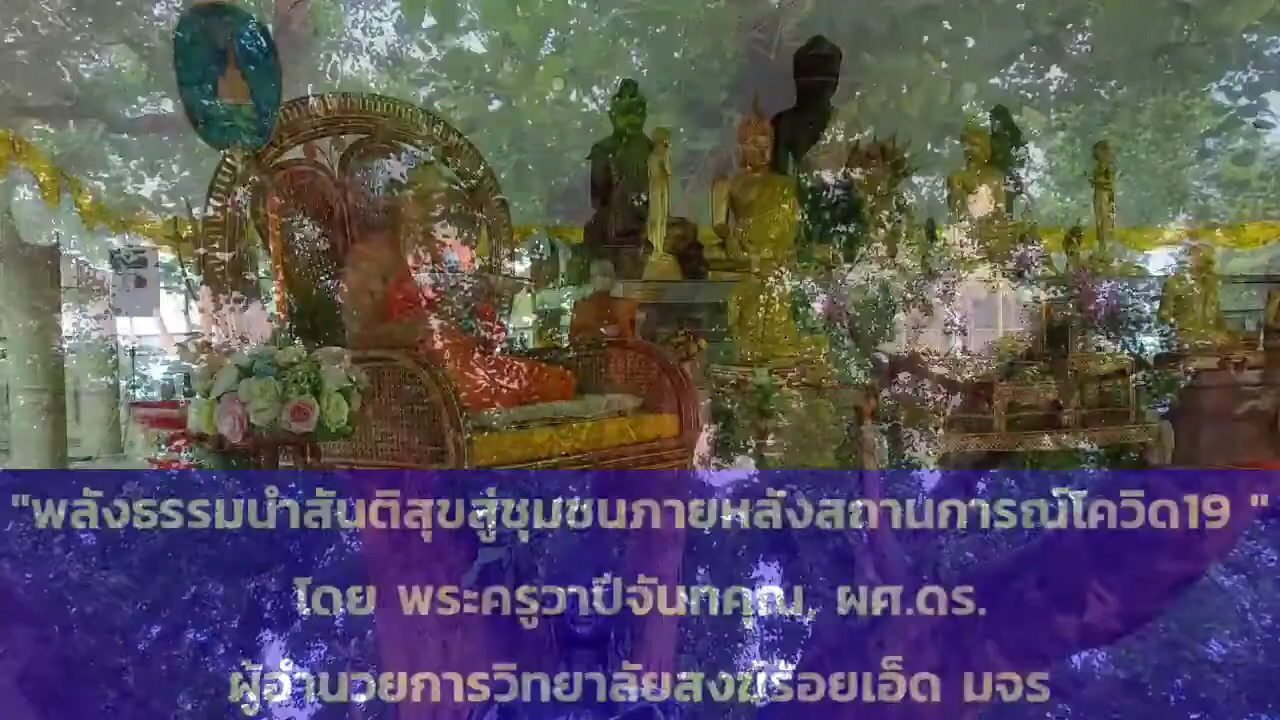 "พลังธรรมนำสันติสุขสู่ชุมชนภายหลังสถานการณ์โควิด19 "
โดย พระครูวาปีจันทคุณ, ผศ.ดร.
ผู้อำนวยการวิทยาลัยสงฆ์ร้อยเอ็ด มจร